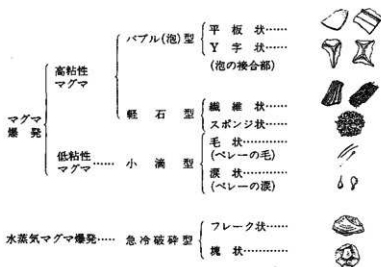 バブル(泡)型
平板状……
Y字状……
(泡の接合部)
高粘性
マグマ
軽石型
繊維状……
スポンジ状……
マグマ
爆発
低粘性
マグマ
……小滴型
毛状……
(ペレーの毛)
涙状……
(ペレーの涙)
水蒸気マグマ爆発……急冷破砕型
フレーク状……
塊状……